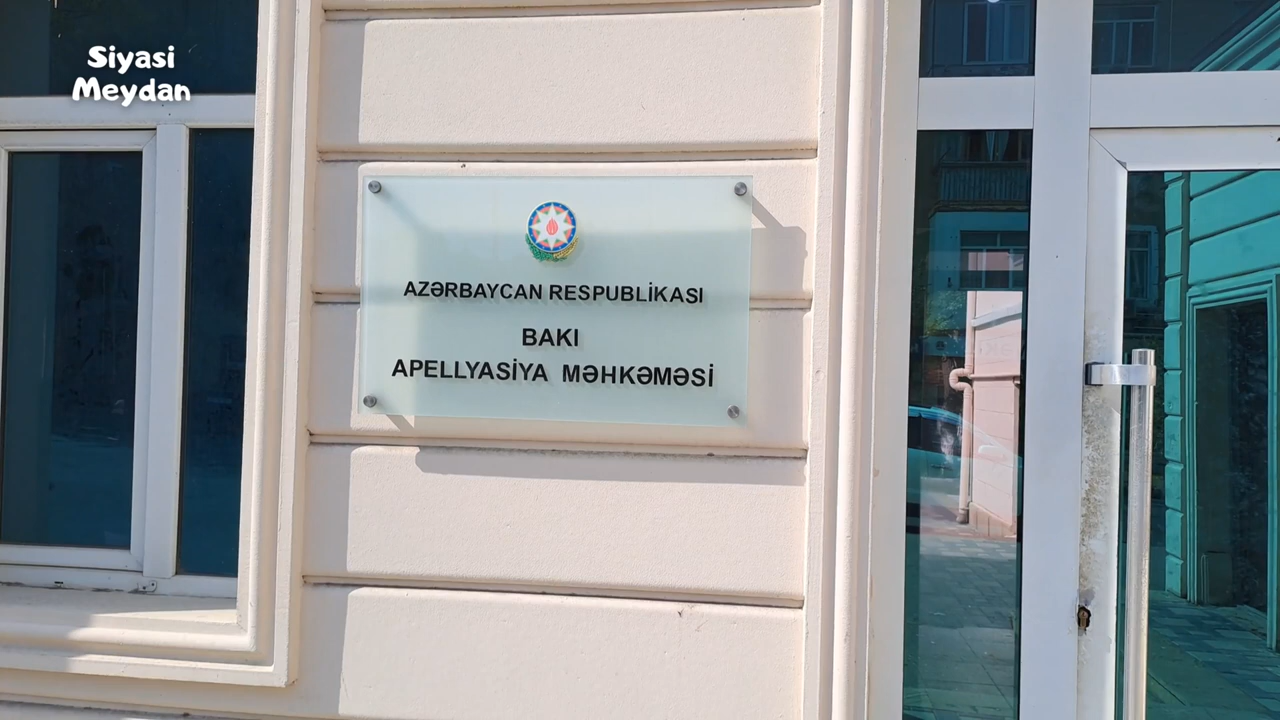 Siyasi
Meydan
AZƏRBAYCAN RESPUBLİKASI
BAKI
APELLYASİYA MƏHKƏMƏSİ